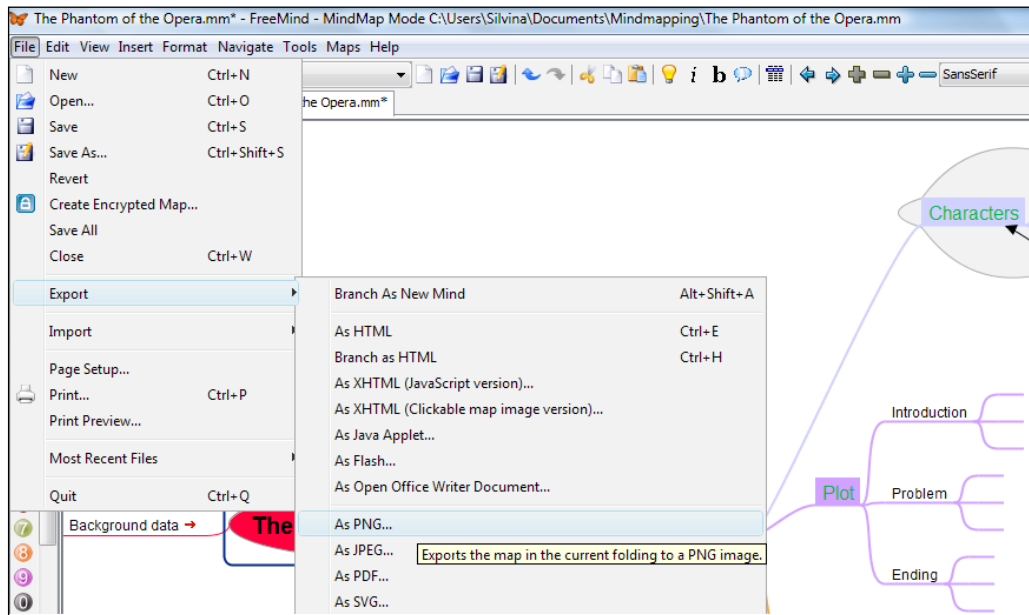 The Phantom of the Opera.mm* - FreeMind - MindMap Mode C:\Users\Silvina\Documents\Mindmapping\The Phantom of the Opera.mm
File Edit View Insert Format Navigate Tools Maps Help
New Ctrl+N
SansSerif
Open... Ctrl+O
he Opera.mm*
Save Ctrl+S
Save As... Ctrl+Shift+S
Revert
Create Encrypted Map...
Save All
Close Ctrl+W
Export
Import
Page Setup...
Print... Ctrl+P
Print Preview...
Most Recent Files
Quit Ctrl+Q
Branch As New Mind Alt+Shift+A
As HTML Ctrl+E
Branch as HTML Ctrl+H
As XHTML (JavaScript version)...
As XHTML (Clickable map image version)...
As Java Applet...
As Flash...
As Open Office Writer Document...
As PNG...
As JPEG...
Exports the map in the current folding to a PNG image.
As PDF...
As SVG...
Characters
Introduction
Plot
Problem
Ending
7
Background data
The
8
9
0